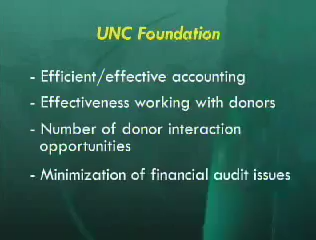 UNC Foundation
- Efficient/effective accounting
- Effectiveness working with donors
- Number of donor interaction
opportunities
- Minimization of financial audit issues